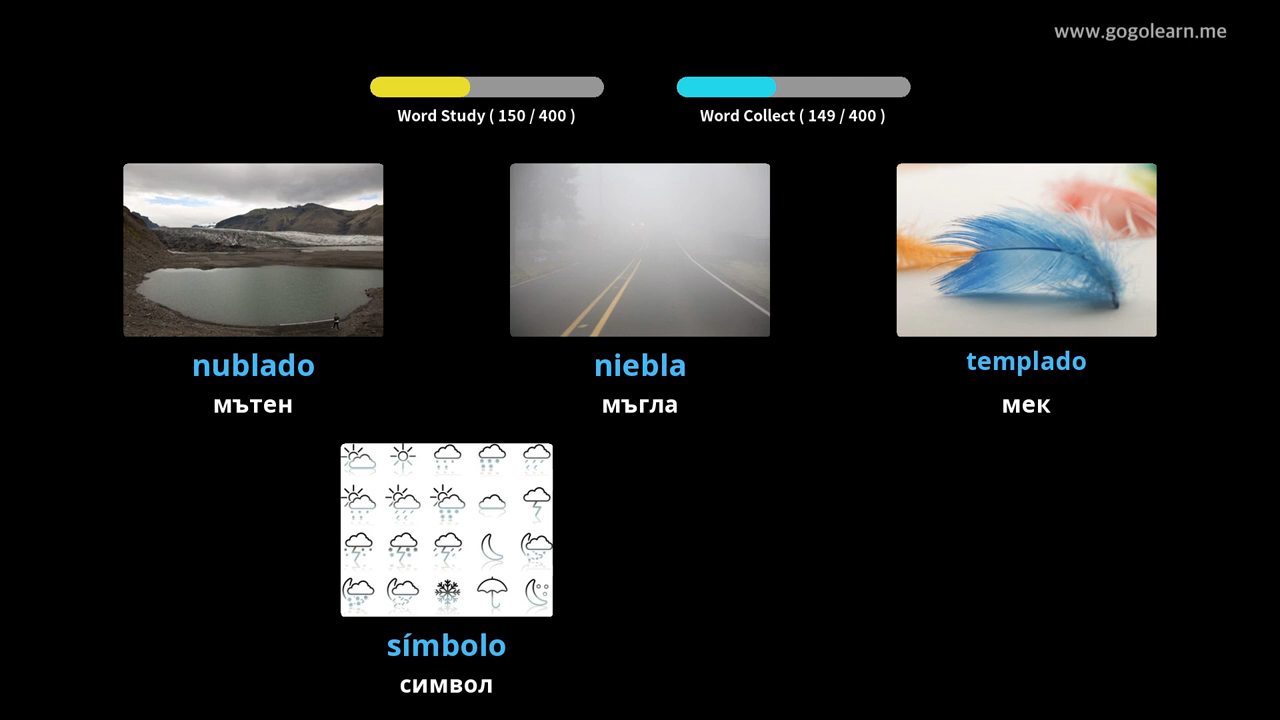 www.gogolearn.me
Word Study ( 150 / 400 )
Word Collect ( 149 / 400 )
nublado
мътен
niebla
мъгла
templado
мек
símbolo
символ